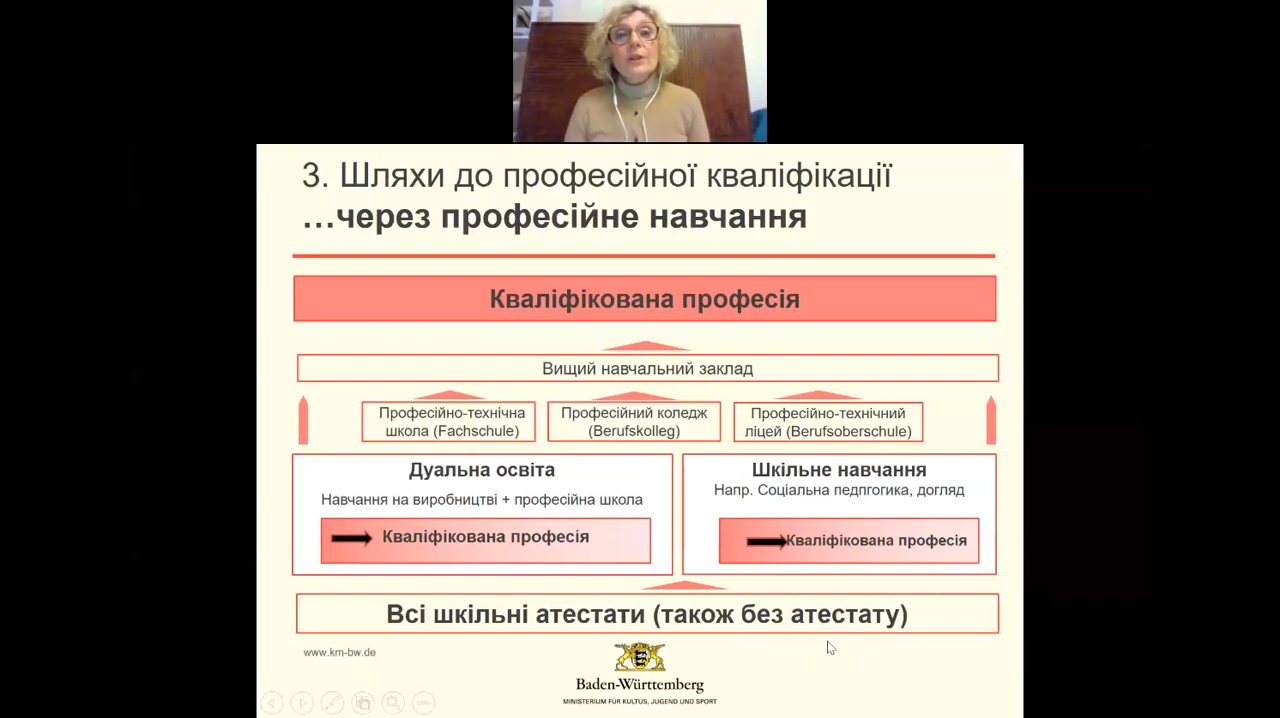 3. Шляхи до професійної кваліфікації
…через професійне навчання
Кваліфікована професія
Вищий навчальний заклад
Професійно-технічна
школа (Fachschule)
Професійний коледж
(Berufskolleg)
Професійно-технічний
ліцей (Berufsoberschule)
Дуальна освіта
Навчання на виробництві + професійна школа
Кваліфікована професія
Шкільне навчання
Напр. Соціальна педпгогика, догляд
Кваліфікована професія
Всі шкільні атестати (також без атестату)
www.km-bw.de
Baden-Württemberg
MINISTERIUM FÜR KULTUS, JUGEND UND SPORT